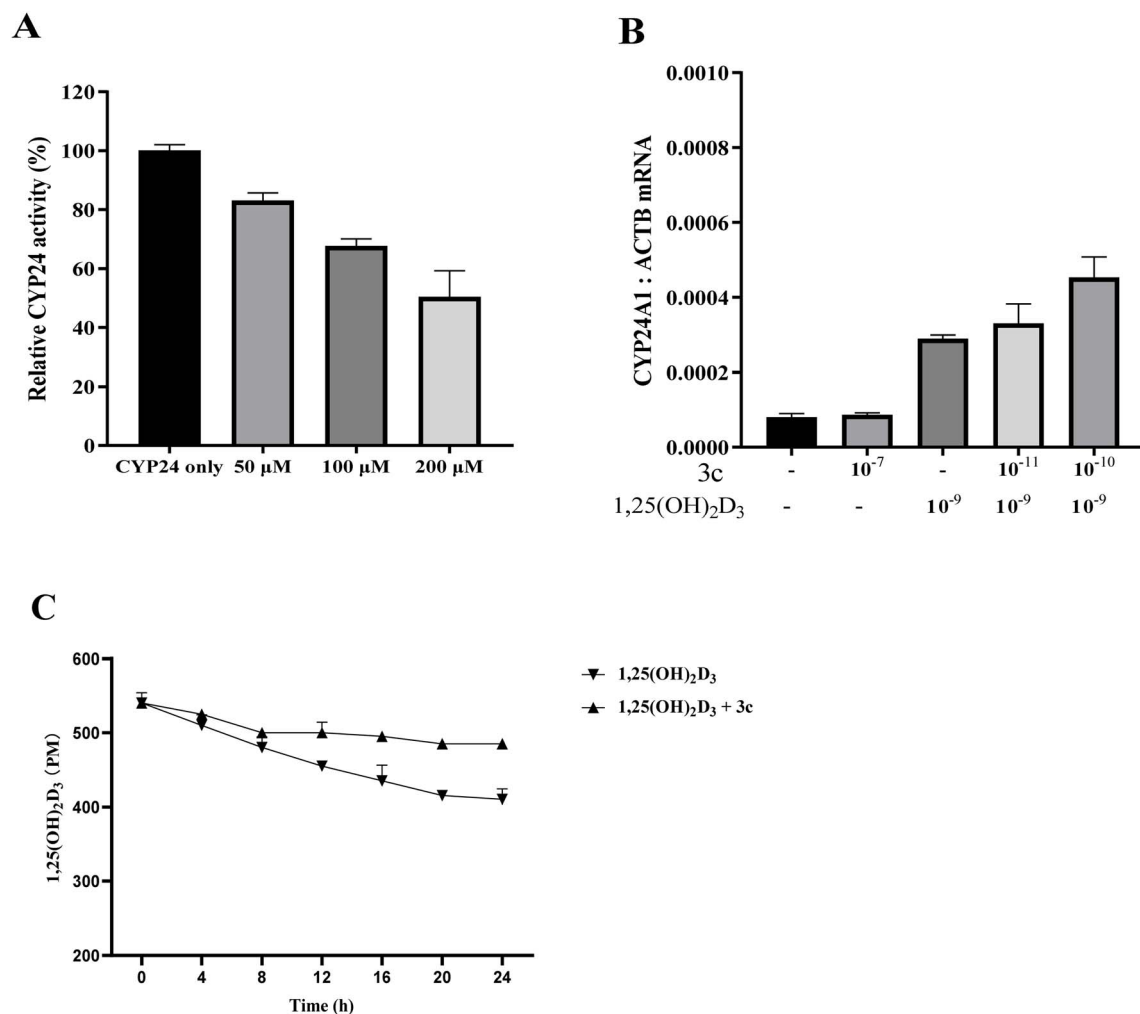 A
Relative CYP24 activity (%)
120
100
80
60
40
20
0
CYP24 only 50 μM 100 μM 200 μM
B
CYP24A1 : ACTB mRNA
0.0010
0.0008
0.0006
0.0004
0.0002
0.0000
3c - 10⁻⁷ - 10⁻¹¹ 10⁻¹⁰
1,25(OH)₂D₃ - - 10⁻⁹ 10⁻⁹ 10⁻⁹
C
1,25(OH)₂D₃ (PM)
600
500
400
300
200
0 4 8 12 16 20 24
Time (h)
1,25(OH)₂D₃
1,25(OH)₂D₃ + 3c